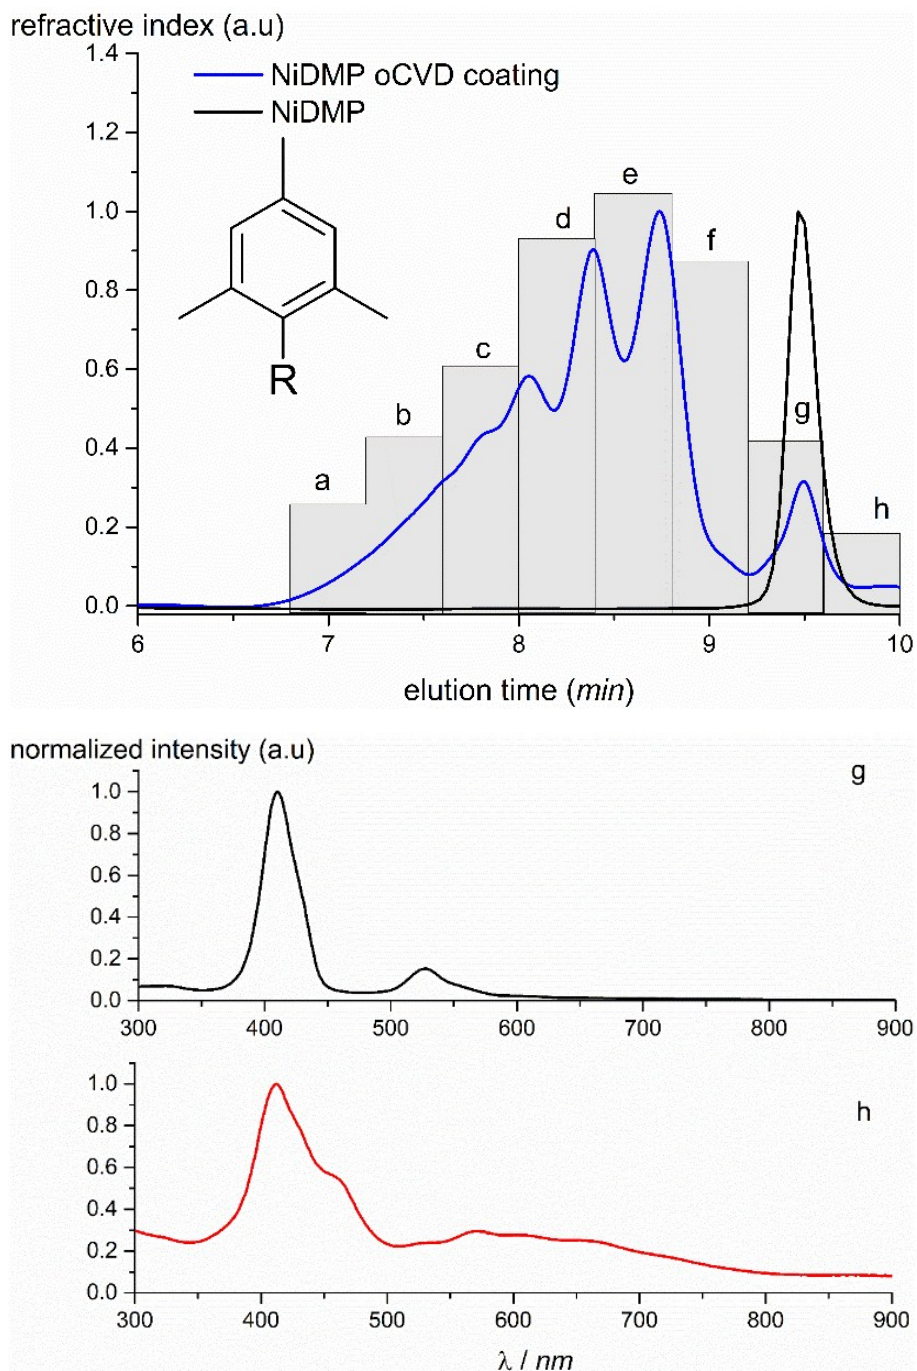 refractive index (a.u)
1.4
1.2
1.0
0.8
0.6
0.4
0.2
0.0
NiDMP oCVD coating
NiDMP
R
a
b
c
d
e
f
g
h
6
7
8
9
10
elution time (min)
normalized intensity (a.u)
g
1.0
0.8
0.6
0.4
0.2
0.0
300
400
500
600
700
800
900
h
1.0
0.8
0.6
0.4
0.2
0.0
300
400
500
600
700
800
900
λ / nm